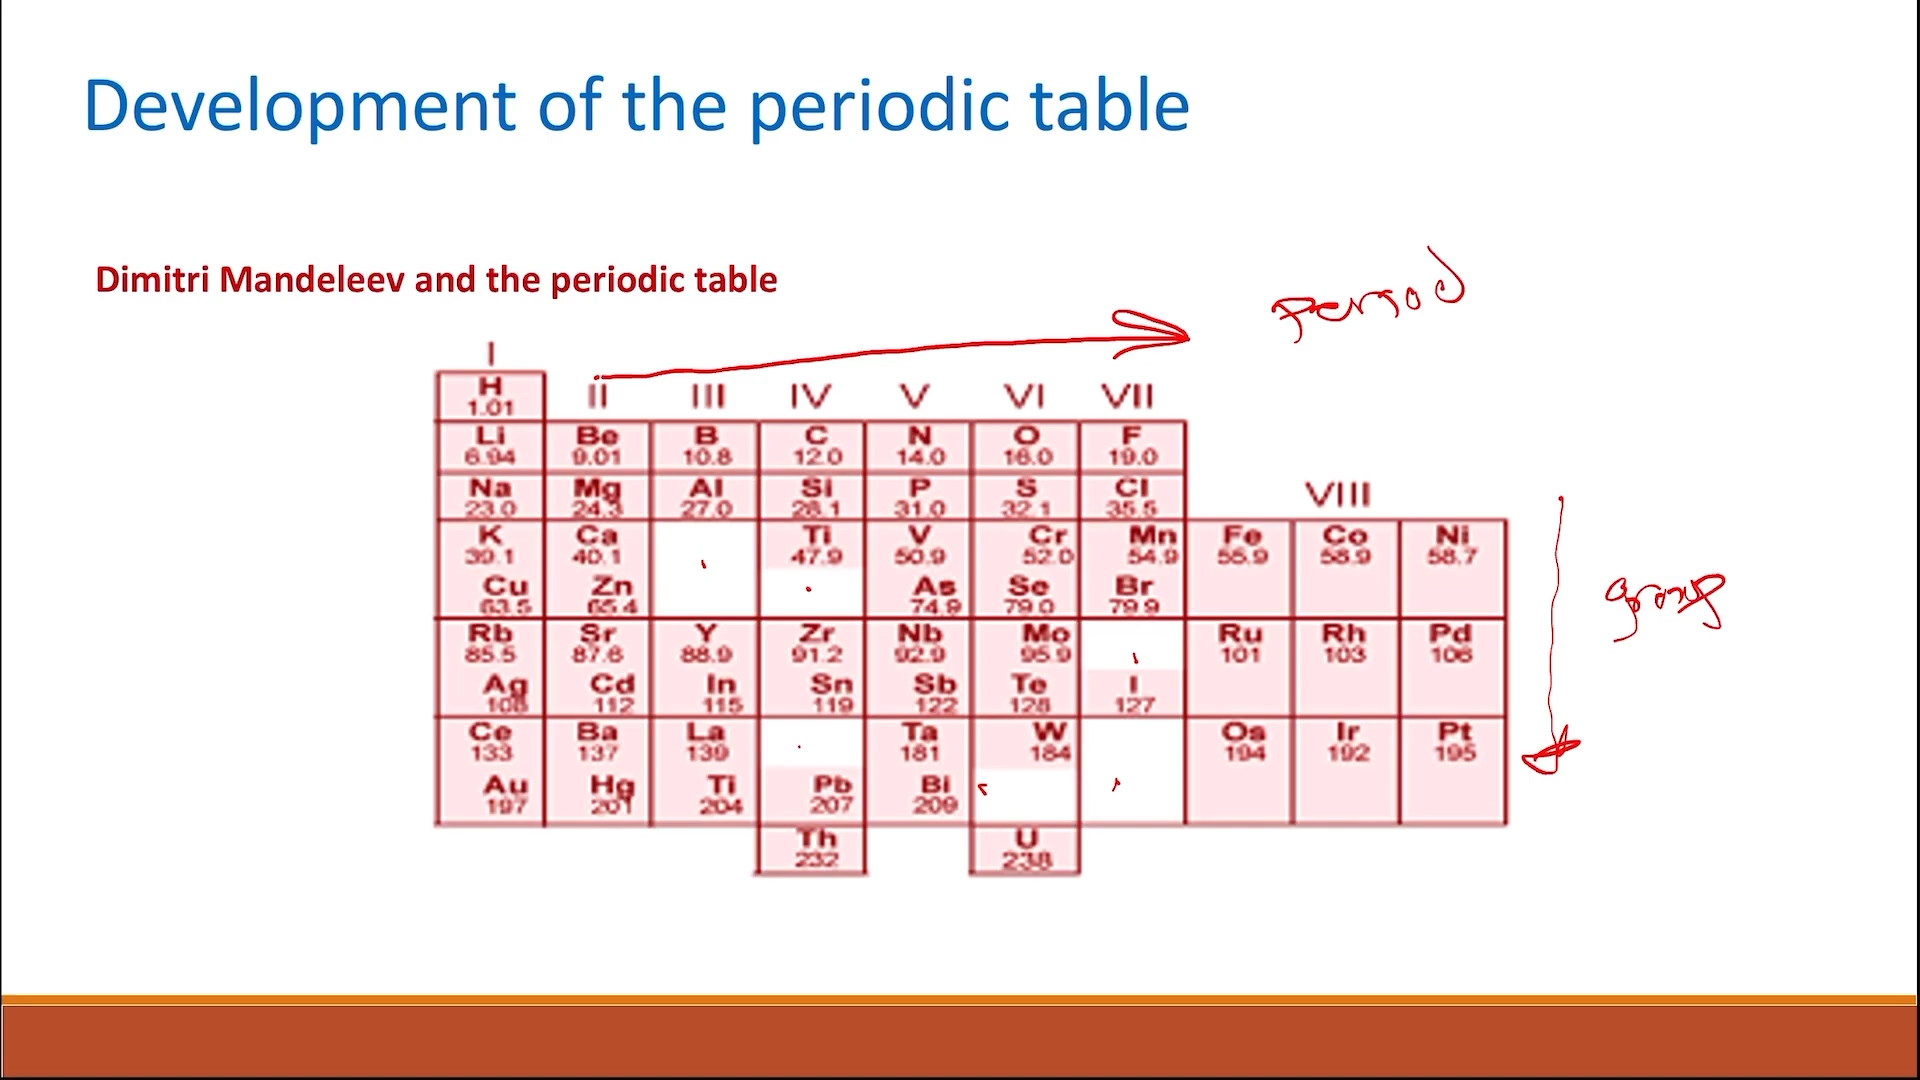 Development of the periodic table
Dimitri Mandeleev and the periodic table
Period
I
II III IV V VI VII
H
1.01
Li Be B C N O F
6.94 9.01 10.8 12.0 14.0 16.0 19.0
Na Mg Al Si P S Cl VIII
23.0 24.3 27.0 28.1 31.0 32.1 35.5
K Ca Ti V Cr Mn Fe Co Ni
39.1 40.1 47.9 50.9 52.0 54.9 55.9 58.9 58.7
Cu Zn As Se Br
63.5 65.4 74.9 79.0 79.9
group
Rb Sr Y Zr Nb Mo Ru Rh Pd
85.5 87.6 88.9 91.2 92.9 95.9 101 103 106
Ag Cd In Sn Sb Te I
108 112 115 119 122 128 127
Ce Ba La Ta W Os Ir Pt
133 137 139 181 184 194 192 195
Au Hg Ti Pb Bi
197 201 204 207 209
Th U
232 238